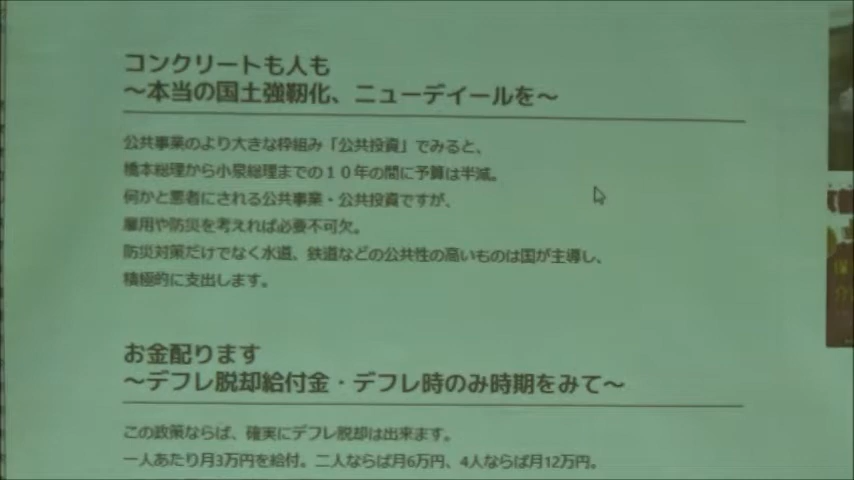 コンクリートも人も
～本当の国土強靭化、ニューディールを～
公共事業のより大きな枠組み「公共投資」でみると、
橋本総理から小泉総理までの１０年の間に予算は半減。
何かと悪者にされる公共事業・公共投資ですが、
雇用や防災を考えれば必要不可欠。
防災対策だけでなく水道、鉄道などの公共性の高いものは国が主導し、
積極的に支出します。
お金配ります
～デフレ脱却給付金・デフレ時のみ時期をみて～
この政策ならば、確実にデフレ脱却は出来ます。
一人あたり月3万円を給付。二人ならば月6万円、4人ならば月12万円。